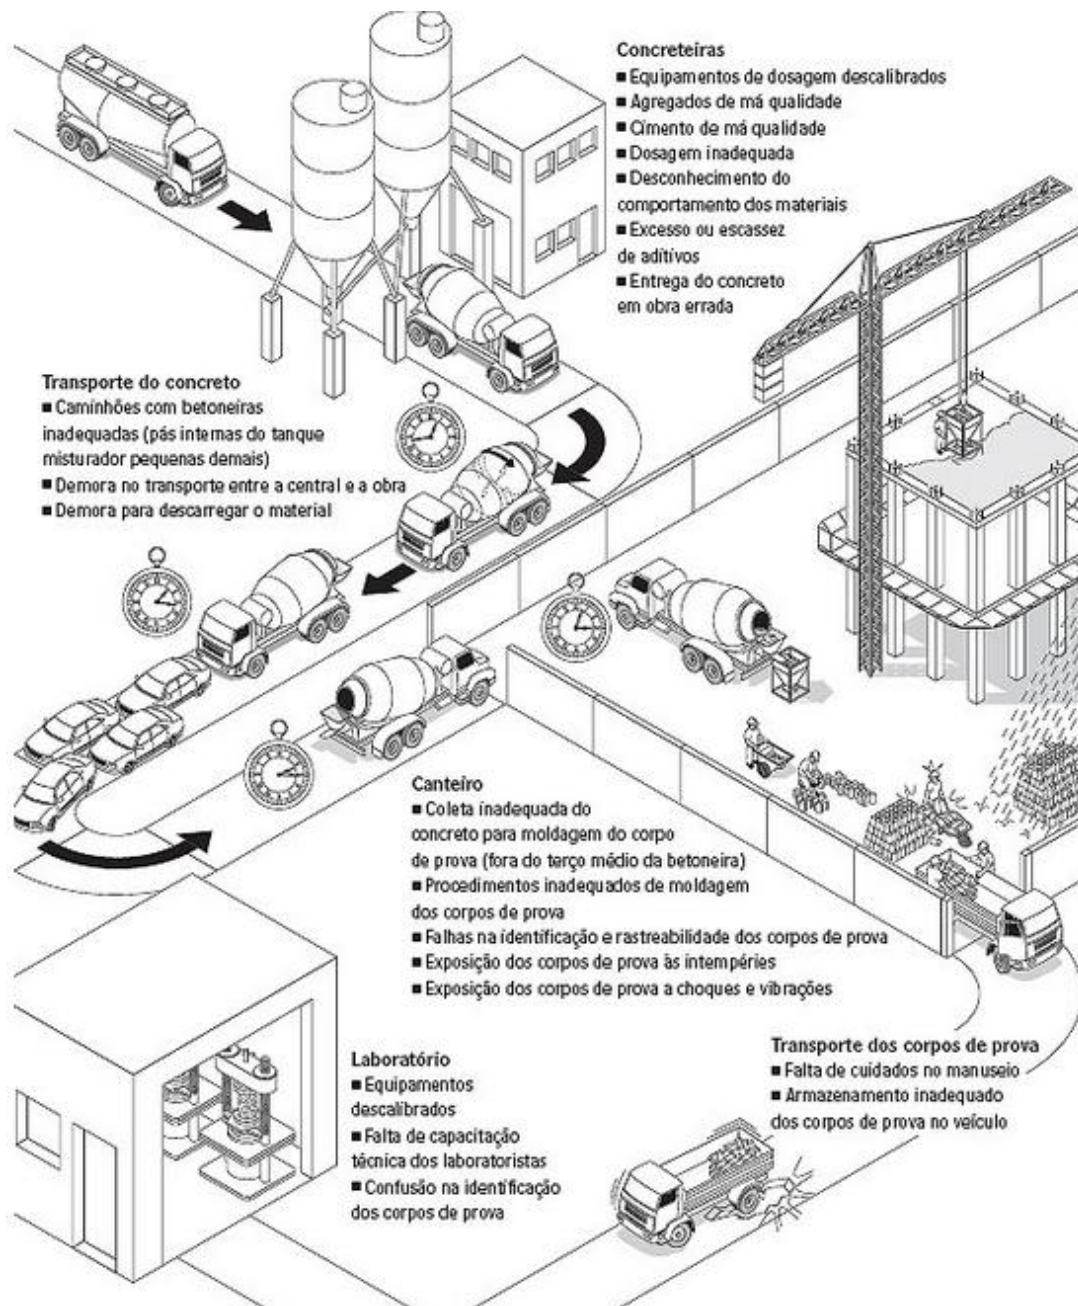 Concreteiras
■ Equipamentos de dosagem descalibrados
■ Agregados de má qualidade
■ Cimento de má qualidade
■ Dosagem inadequada
■ Desconhecimento do
comportamento dos materiais
■ Excesso ou escassez
de aditivos
■ Entrega do concreto
em obra errada
Transporte do concreto
■ Caminhões com betoneiras
inadequadas (pás internas do tanque
misturador pequenas demais)
■ Demora no transporte entre a central e a obra
■ Demora para descarregar o material
Canteiro
■ Coleta inadequada do
concreto para moldagem do corpo
de prova (fora do terço médio da betoneira)
■ Procedimentos inadequados de moldagem
dos corpos de prova
■ Falhas na identificação e rastreabilidade dos corpos de prova
■ Exposição dos corpos de prova às intempéries
■ Exposição dos corpos de prova a choques e vibrações
Transporte dos corpos de prova
■ Falta de cuidados no manuseio
■ Armazenamento inadequado
dos corpos de prova no veículo
Laboratório
■ Equipamentos
descalibrados
■ Falta de capacitação
técnica dos laboratoristas
■ Confusão na identificação
dos corpos de prova